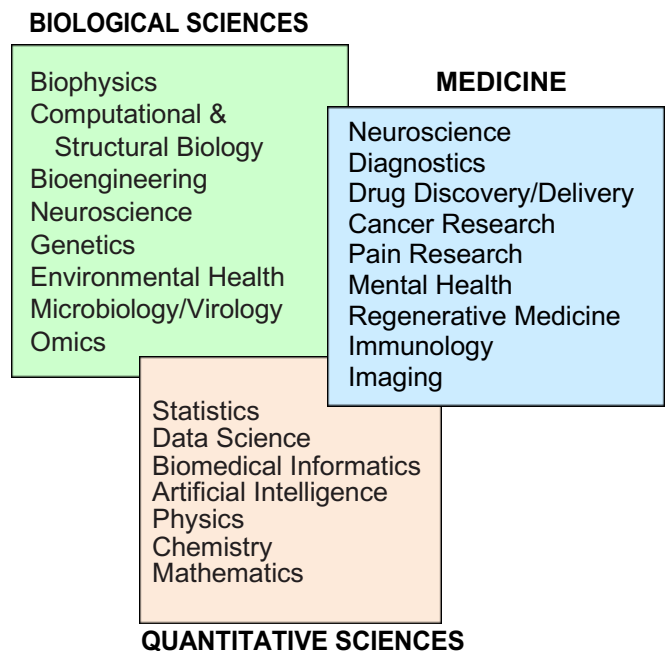 BIOLOGICAL SCIENCES
Biophysics
Computational &
Structural Biology
Bioengineering
Neuroscience
Genetics
Environmental Health
Microbiology/Virology
Omics
MEDICINE
Neuroscience
Diagnostics
Drug Discovery/Delivery
Cancer Research
Pain Research
Mental Health
Regenerative Medicine
Immunology
Imaging
Statistics
Data Science
Biomedical Informatics
Artificial Intelligence
Physics
Chemistry
Mathematics
QUANTITATIVE SCIENCES